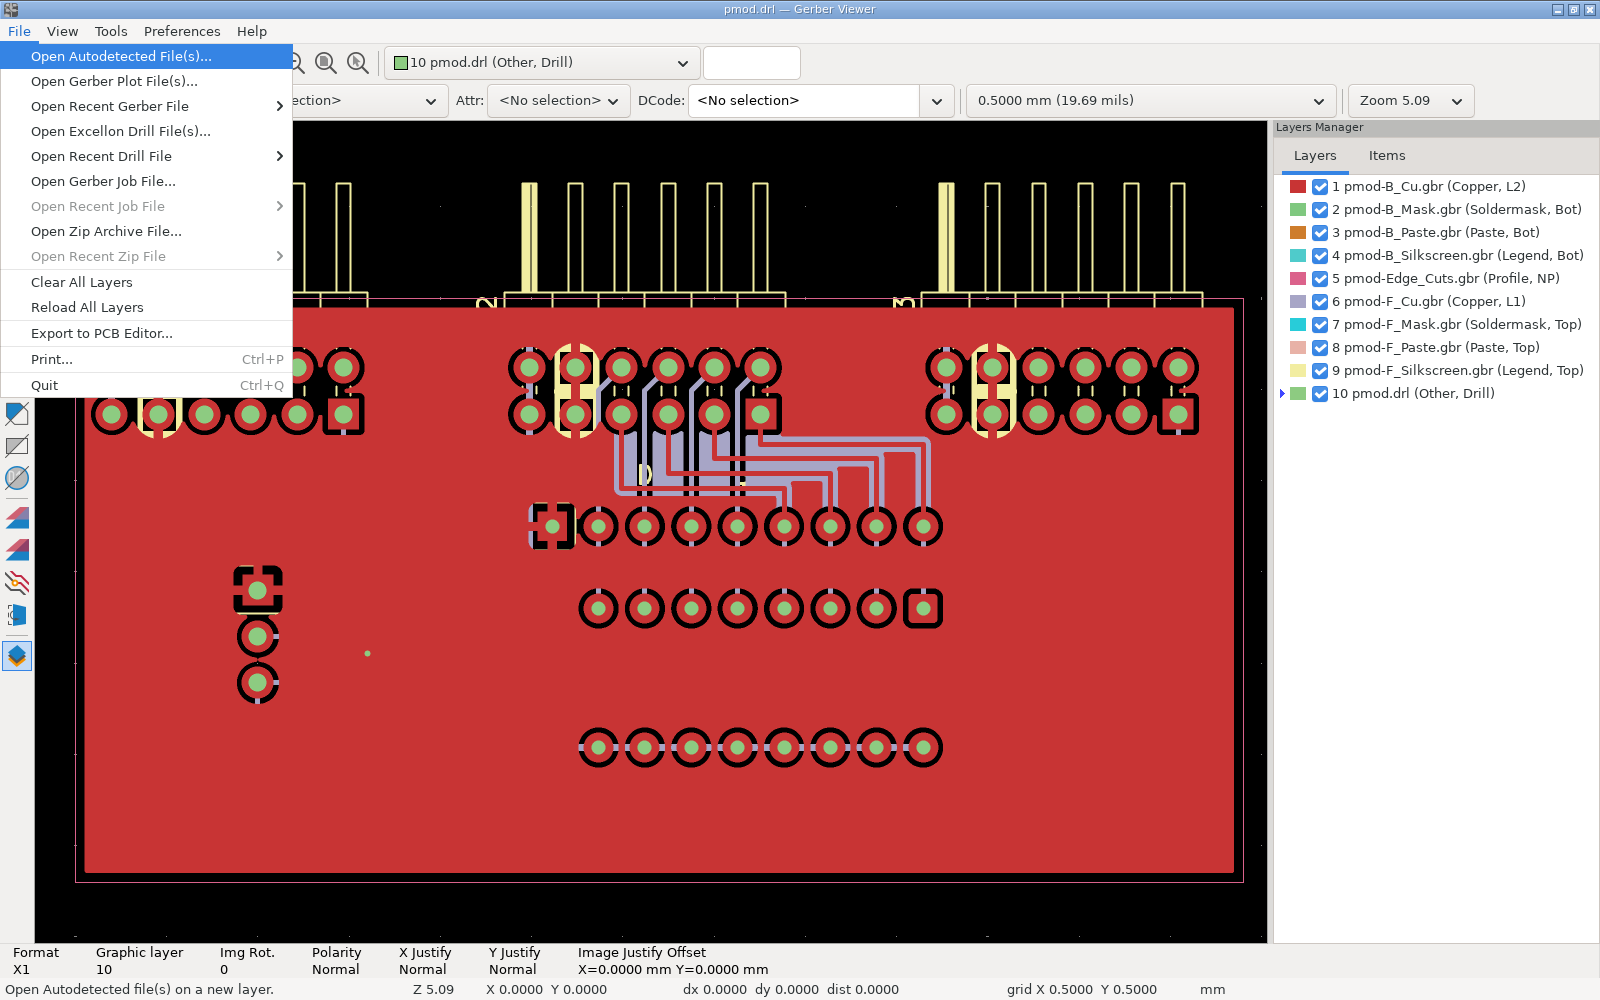 pmod.drl — Gerber Viewer
File View Tools Preferences Help
Open Autodetected File(s)...
Open Gerber Plot File(s)...
Open Recent Gerber File
Open Excellon Drill File(s)...
Open Recent Drill File
Open Gerber Job File...
Open Recent Job File
Open Zip Archive File...
Open Recent Zip File
Clear All Layers
Reload All Layers
Export to PCB Editor...
Print... Ctrl+P
Quit Ctrl+Q
10 pmod.drl (Other, Drill)
ection> Attr: <No selection> DCode: <No selection> 0.5000 mm (19.69 mils) Zoom 5.09
Layers Manager
Layers Items
1 pmod-B_Cu.gbr (Copper, L2)
2 pmod-B_Mask.gbr (Soldermask, Bot)
3 pmod-B_Paste.gbr (Paste, Bot)
4 pmod-B_Silkscreen.gbr (Legend, Bot)
5 pmod-Edge_Cuts.gbr (Profile, NP)
6 pmod-F_Cu.gbr (Copper, L1)
7 pmod-F_Mask.gbr (Soldermask, Top)
8 pmod-F_Paste.gbr (Paste, Top)
9 pmod-F_Silkscreen.gbr (Legend, Top)
10 pmod.drl (Other, Drill)
Format Graphic layer Img Rot. Polarity X Justify Y Justify Image Justify Offset
X1 10 0 Normal Normal Normal X=0.0000 mm Y=0.0000 mm
Open Autodetected file(s) on a new layer. Z 5.09 X 0.0000 Y 0.0000 dx 0.0000 dy 0.0000 dist 0.0000 grid X 0.5000 Y 0.5000 mm